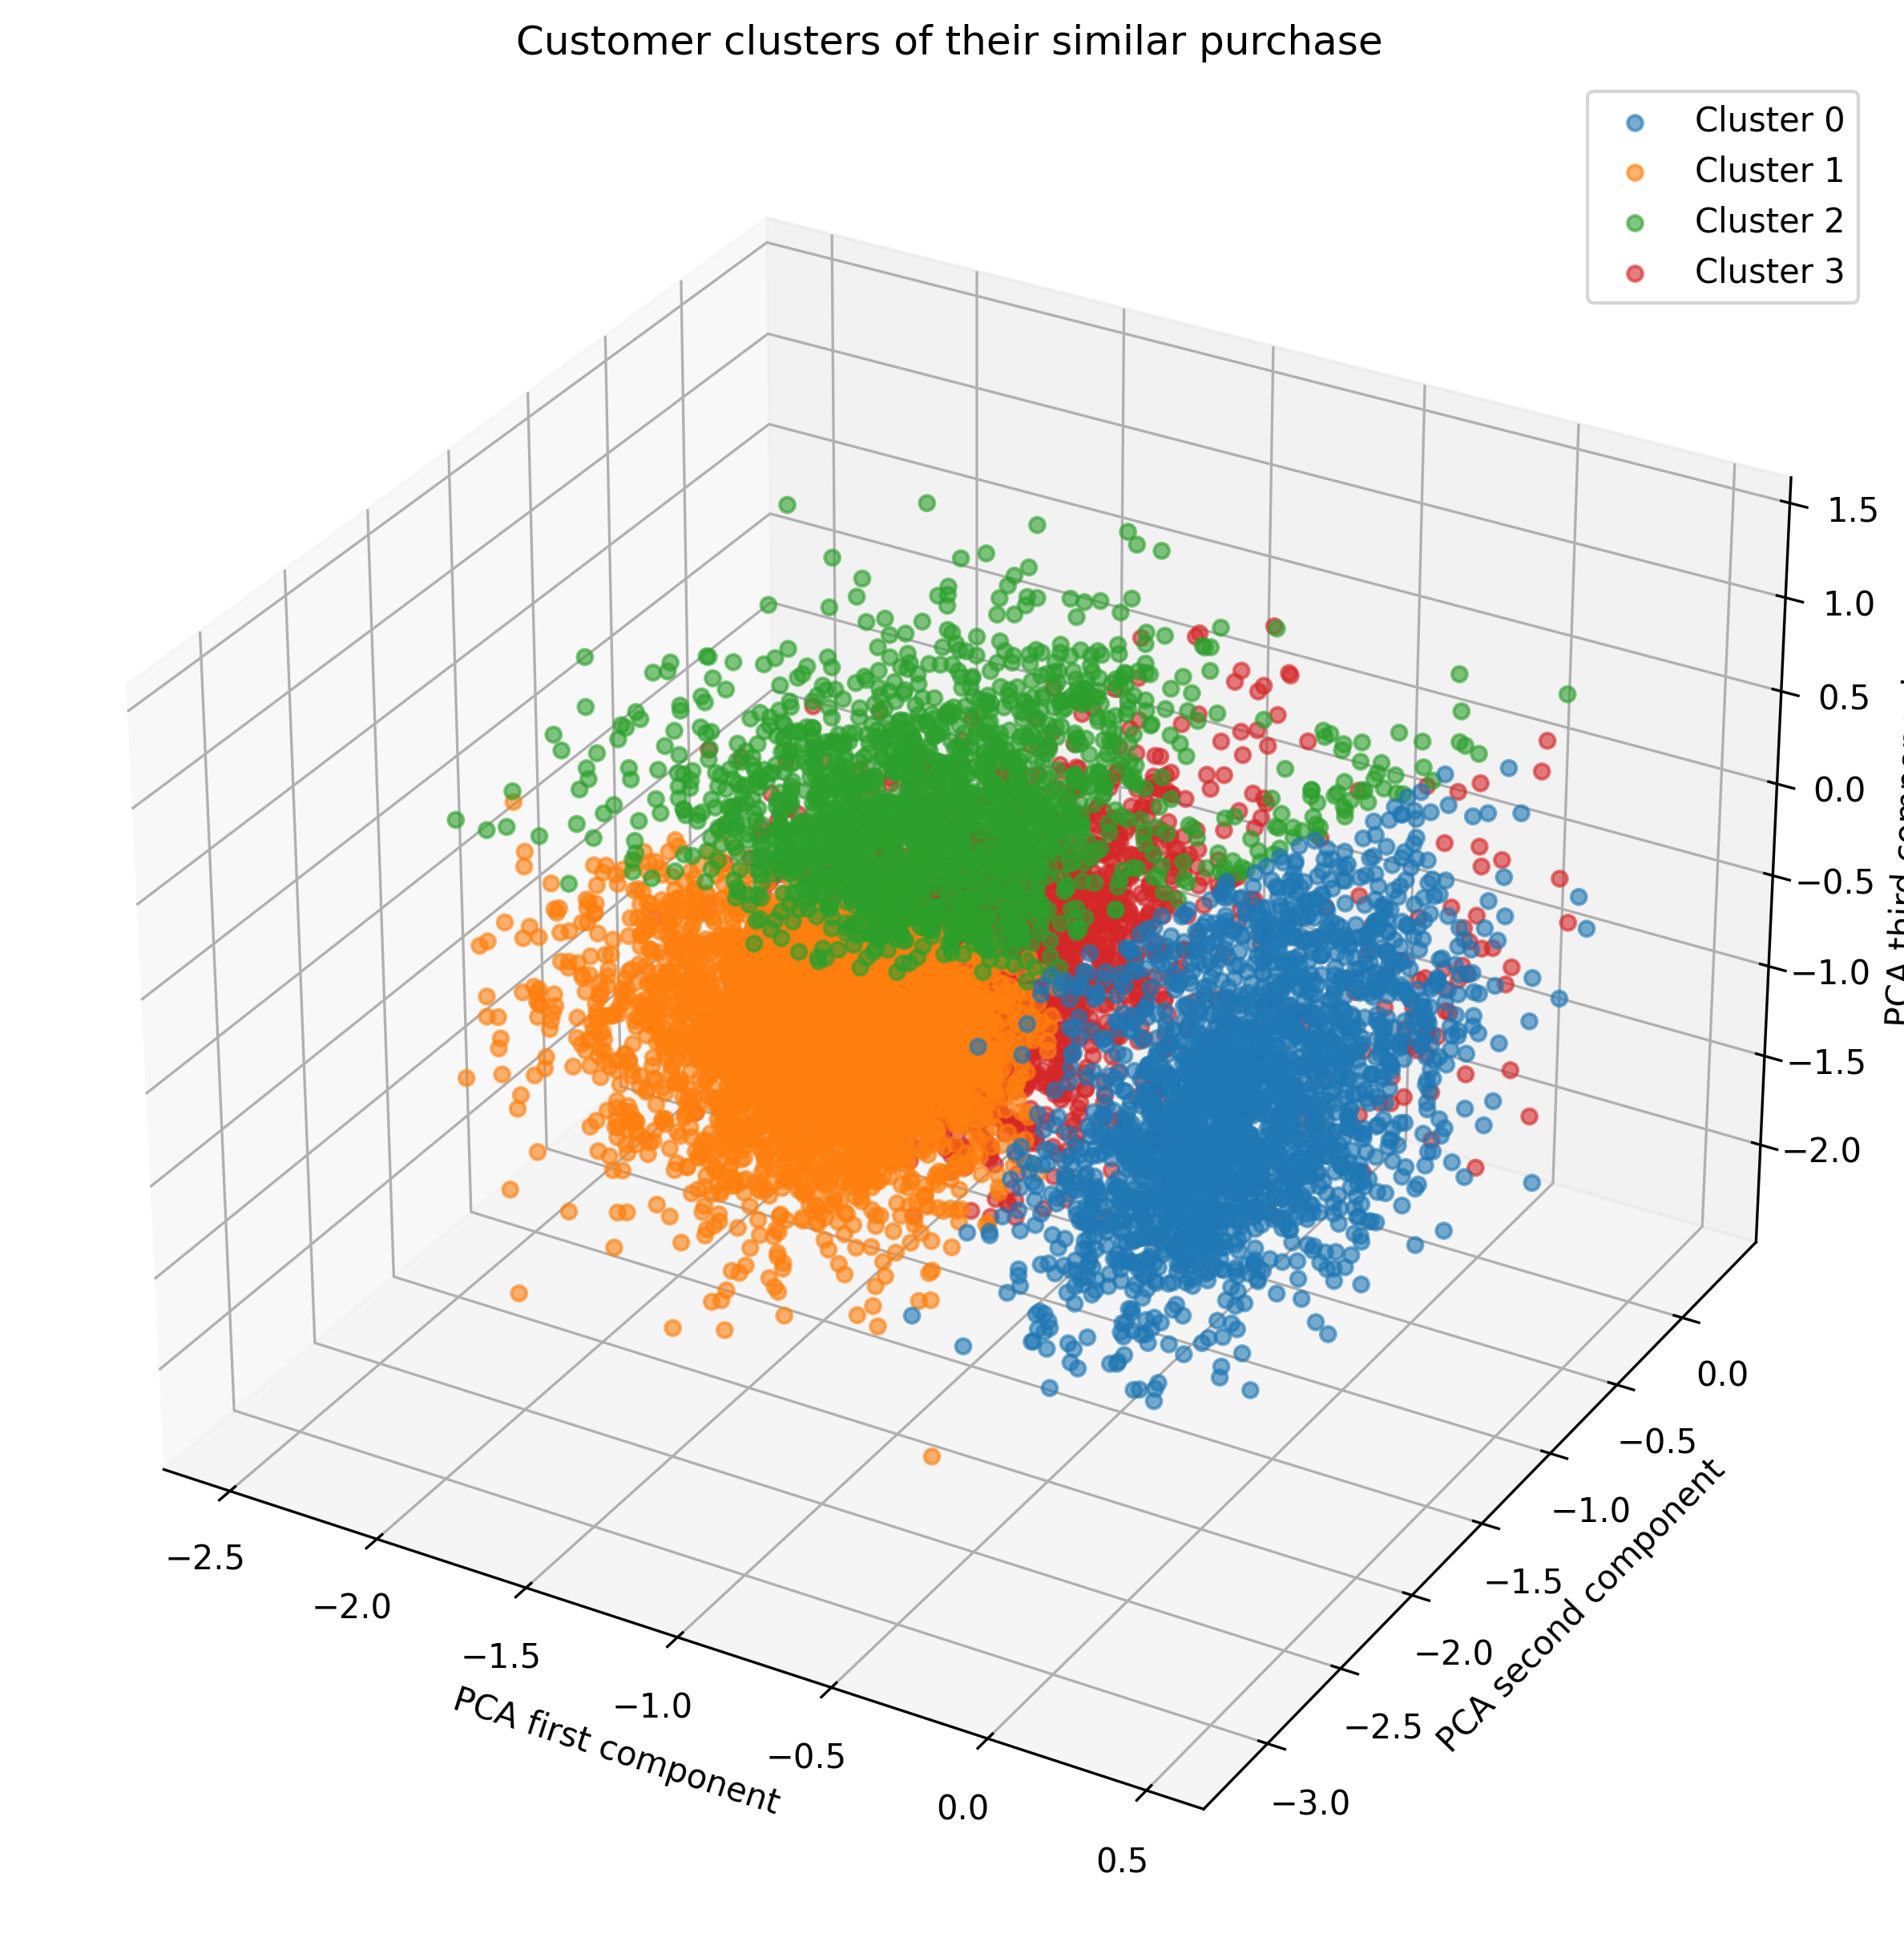 Customer clusters of their similar purchase
Cluster 0
Cluster 1
Cluster 2
Cluster 3
1.5
1.0
0.5
0.0
−0.5
−1.0
−1.5
−2.0
PCA third
0.0
−0.5
−1.0
−1.5
−2.0
−2.5
−3.0
PCA second component
−2.5
−2.0
−1.5
−1.0
−0.5
0.0
0.5
PCA first component